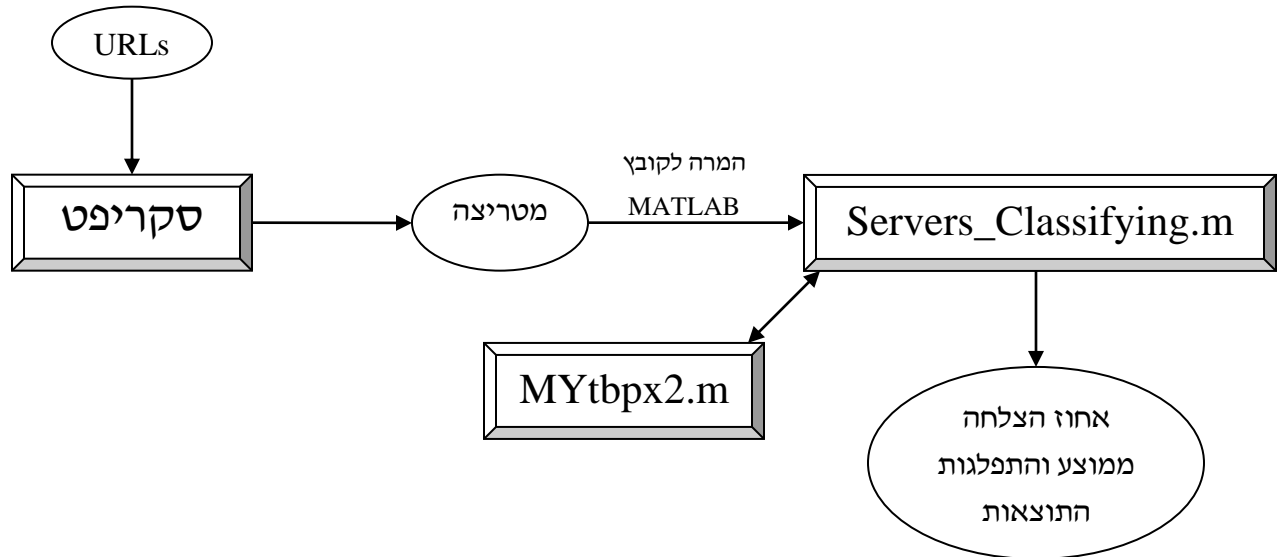 URLs
סקריפט
מטריצה
המרה לקובץ
MATLAB
Servers_Classifying.m
MYtbpx2.m
אחוז הצלחה
ממוצע והתפלגות
התוצאות